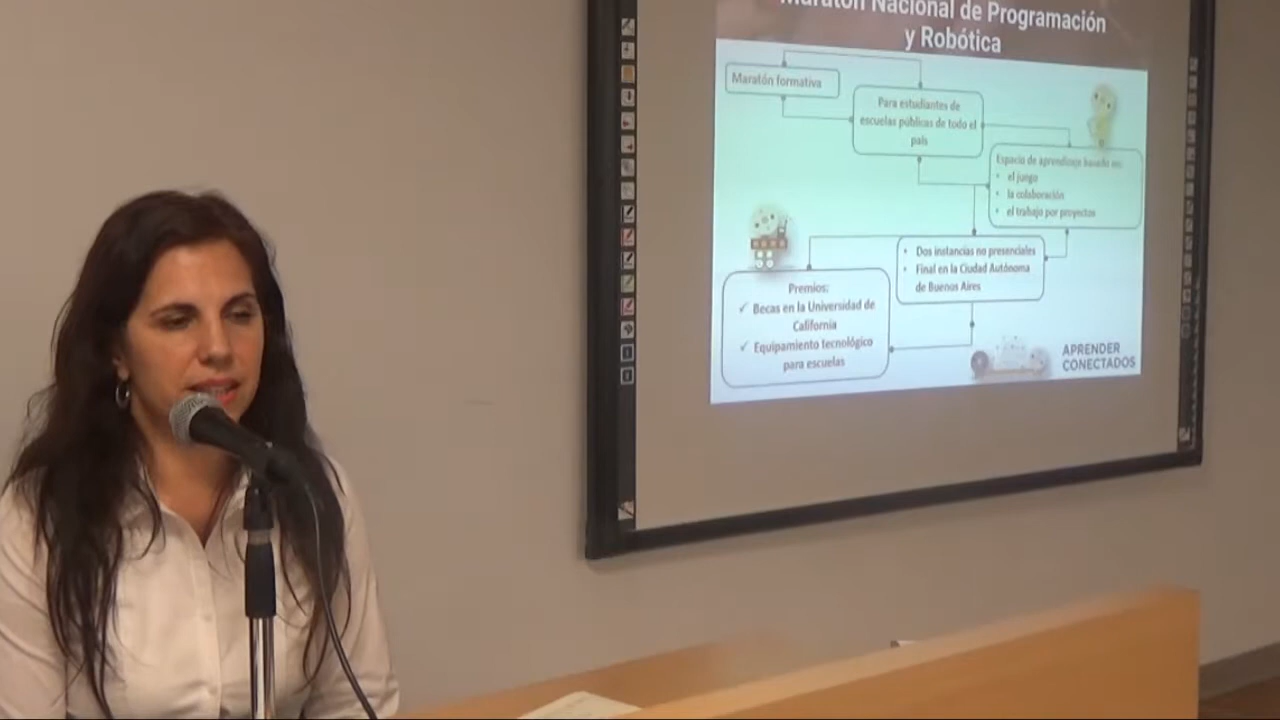 Maratón Nacional de Programación
y Robótica
Maratón formativa
Para estudiantes de
escuelas públicas de todo el
país
Espacio de aprendizaje basado en:
• el juego
• la colaboración
• el trabajo por proyectos
• Dos instancias no presenciales
• Final en la Ciudad Autónoma
de Buenos Aires
Premios:
✓ Becas en la Universidad de
California
✓ Equipamiento tecnológico
para escuelas
APRENDER
CONECTADOS